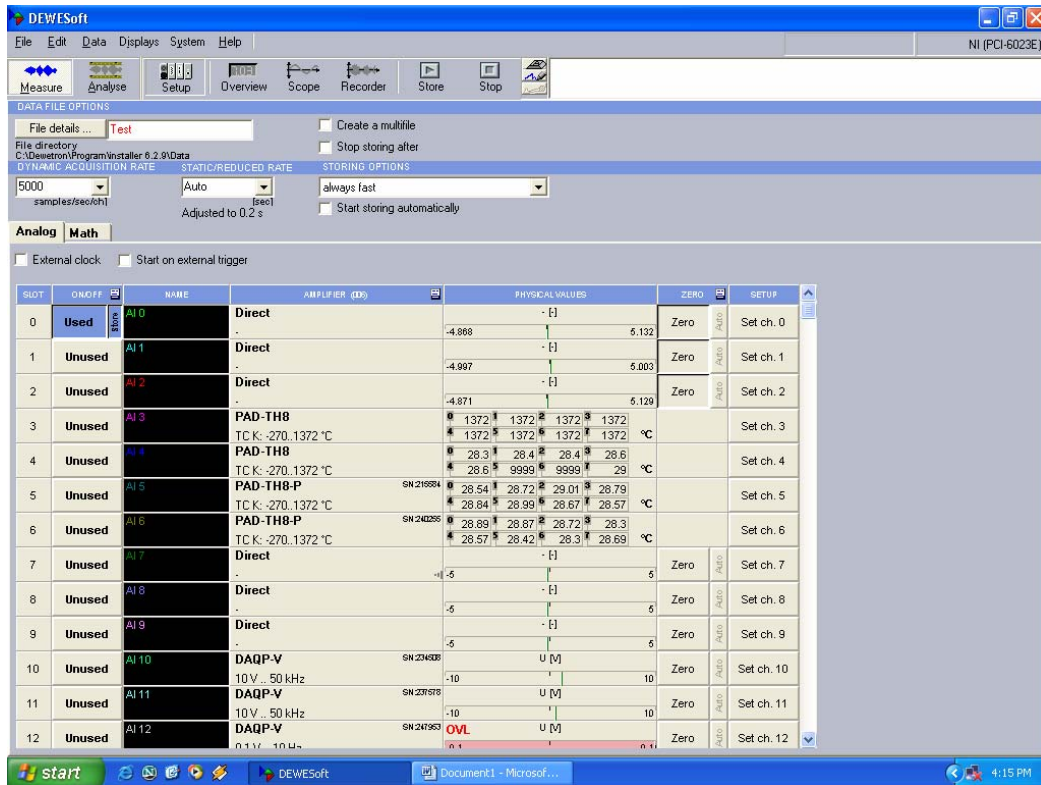 DEWESoft
File Edit Data Displays System Help
NI (PCI-6023E)
Measure Analyse Setup Overview Scope Recorder Store Stop
DATA FILE OPTIONS
File details ... Test
Create a multifile
File directory
C:\Dewetron\Program\installer 6.2.9\Data
Stop storing after
DYNAMIC ACQUISITION RATE STATIC/REDUCED RATE STORING OPTIONS
5000 Auto always fast
samples/sec/ch] [sec]
Adjusted to 0.2 s
Start storing automatically
Analog Math
External clock Start on external trigger
SLOT ON/OFF NAME AMPLIFIER PHYSICAL VALUES ZERO SETUP
0 Used store AI 0 Direct - [-] Zero Auto Set ch. 0
- -4.868 5.132
1 Unused AI 1 Direct - [-] Zero Auto Set ch. 1
- -4.997 5.003
2 Unused AI 2 Direct - [-] Zero Auto Set ch. 2
- -4.871 5.129
3 Unused AI 3 PAD-TH8 0 1372 1 1372 2 1372 3 1372 Set ch. 3
TC K: -270..1372 °C 4 1372 5 1372 6 1372 7 1372 °C
4 Unused AI 4 PAD-TH8 0 28.3 1 28.4 2 28.4 3 28.6 Set ch. 4
TC K: -270..1372 °C 4 28.6 5 9999 6 9999 7 29 °C
5 Unused AI 5 PAD-TH8-P 0 28.54 1 28.72 2 29.01 3 28.79 Set ch. 5
TC K: -270..1372 °C 4 28.84 5 28.99 6 28.67 7 28.57 °C
6 Unused AI 6 PAD-TH8-P SN:240255 0 28.89 1 28.87 2 28.72 3 28.3 Set ch. 6
TC K: -270..1372 °C 4 28.57 5 28.42 6 28.3 7 28.69 °C
7 Unused AI 7 Direct - [-] Zero Auto Set ch. 7
- -5 5
8 Unused AI 8 Direct - [-] Zero Auto Set ch. 8
- -5 5
9 Unused AI 9 Direct - [-] Zero Auto Set ch. 9
- -5 5
10 Unused AI 10 DAQP-V U [V] Zero Auto Set ch. 10
10 V .. 50 kHz -10 10
11 Unused AI 11 DAQP-V SN:237578 U [V] Zero Auto Set ch. 11
10 V .. 50 kHz -10 10
12 Unused AI 12 DAQP-V SN:247953 OVL U [V] Zero Auto Set ch. 12
start DEWESoft Document1 - Microsof... 4:15 PM